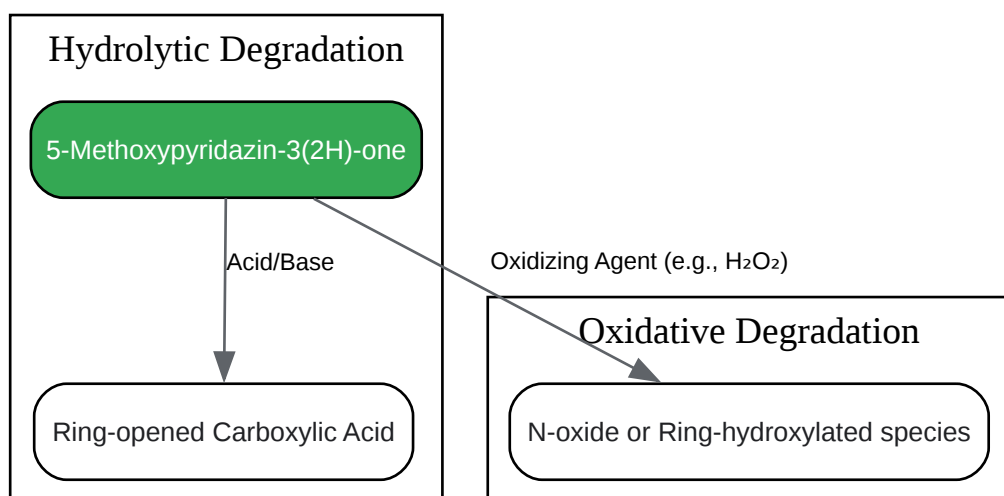 Hydrolytic Degradation
5-Methoxypyridazin-3(2H)-one
Acid/Base
Oxidizing Agent (e.g., H₂O₂)
Oxidative Degradation
Ring-opened Carboxylic Acid
N-oxide or Ring-hydroxylated species